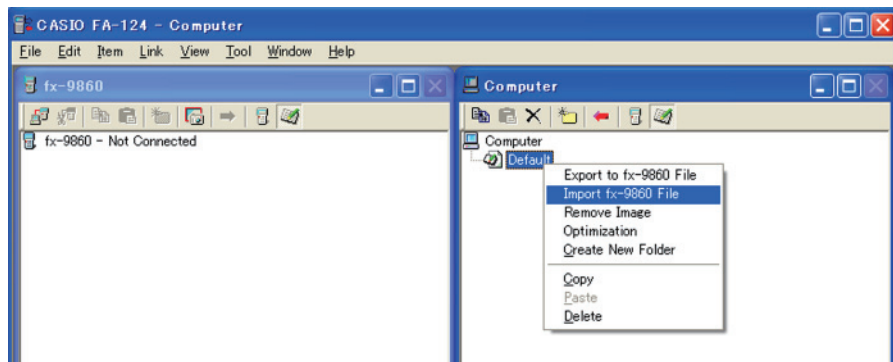 CASIO FA-124 - Computer
File Edit Item Link View Tool Window Help
fx-9860
fx-9860 - Not Connected
Computer
Computer
Default
Export to fx-9860 File
Import fx-9860 File
Remove Image
Optimization
Create New Folder
Copy
Paste
Delete